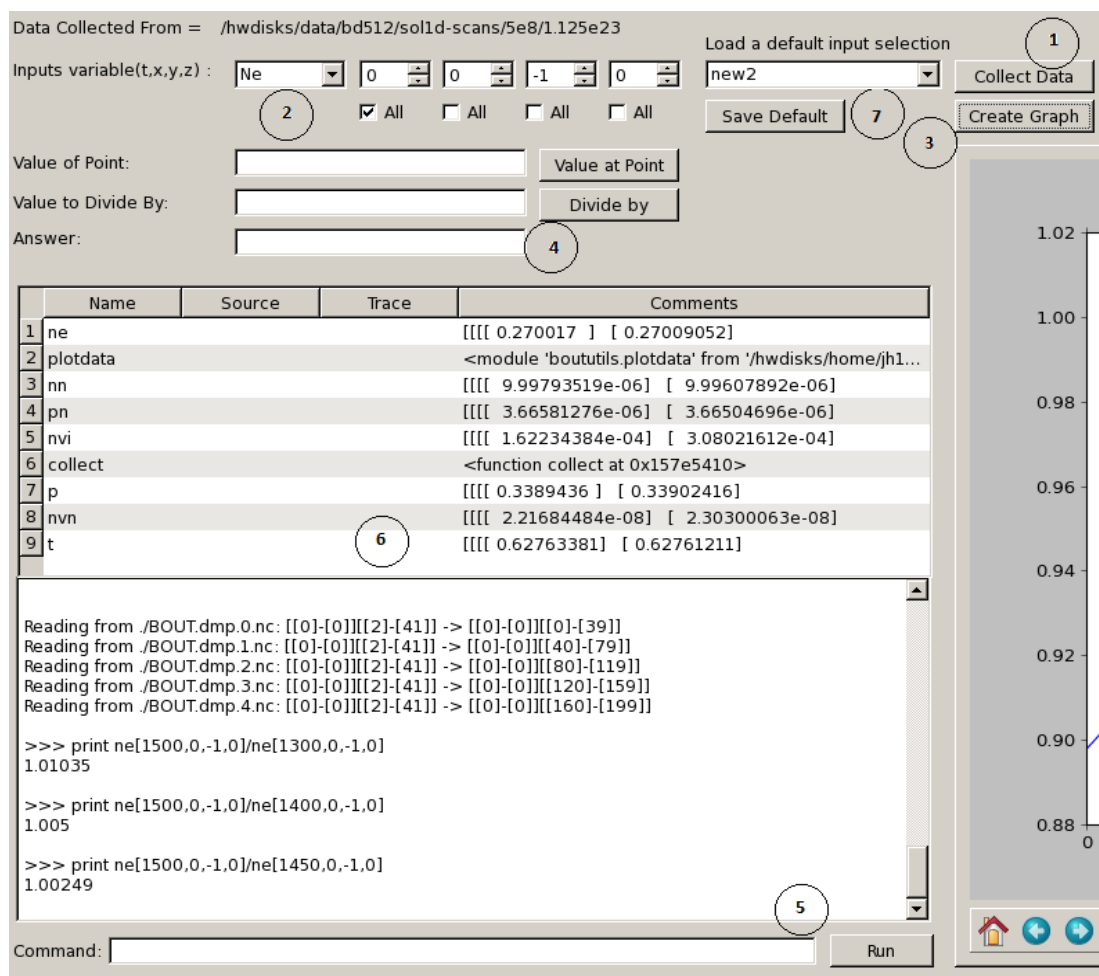 Data Collected From = /hwdisks/data/bd512/sol1d-scans/5e8/1.125e23
Load a default input selection
1
Inputs variable(t,x,y,z) : Ne 0 0 -1 0 new2 Collect Data
2 All All All All Save Default 7 Create Graph
3
Value of Point: Value at Point
Value to Divide By: Divide by
Answer: 4
Name Source Trace Comments
1 ne [[[[ 0.270017 ] [ 0.27009052]
2 plotdata <module 'boututils.plotdata' from '/hwdisks/home/jh1...
3 nn [[[[ 9.99793519e-06] [ 9.99607892e-06]
4 pn [[[[ 3.66581276e-06] [ 3.66504696e-06]
5 nvi [[[[ 1.62234384e-04] [ 3.08021612e-04]
6 collect <function collect at 0x157e5410>
7 p [[[[ 0.3389436 ] [ 0.33902416]
8 nvn [[[[ 2.21684484e-08] [ 2.30300063e-08]
9 t [[[[ 0.62763381] [ 0.62761211]
6
Reading from ./BOUT.dmp.0.nc: [[0]-[0]][[2]-[41]] -> [[0]-[0]][[0]-[39]]
Reading from ./BOUT.dmp.1.nc: [[0]-[0]][[2]-[41]] -> [[0]-[0]][[40]-[79]]
Reading from ./BOUT.dmp.2.nc: [[0]-[0]][[2]-[41]] -> [[0]-[0]][[80]-[119]]
Reading from ./BOUT.dmp.3.nc: [[0]-[0]][[2]-[41]] -> [[0]-[0]][[120]-[159]]
Reading from ./BOUT.dmp.4.nc: [[0]-[0]][[2]-[41]] -> [[0]-[0]][[160]-[199]]
>>> print ne[1500,0,-1,0]/ne[1300,0,-1,0]
1.01035
>>> print ne[1500,0,-1,0]/ne[1400,0,-1,0]
1.005
>>> print ne[1500,0,-1,0]/ne[1450,0,-1,0]
1.00249
5
Command: Run
1.02
1.00
0.98
0.96
0.94
0.92
0.90
0.88
0